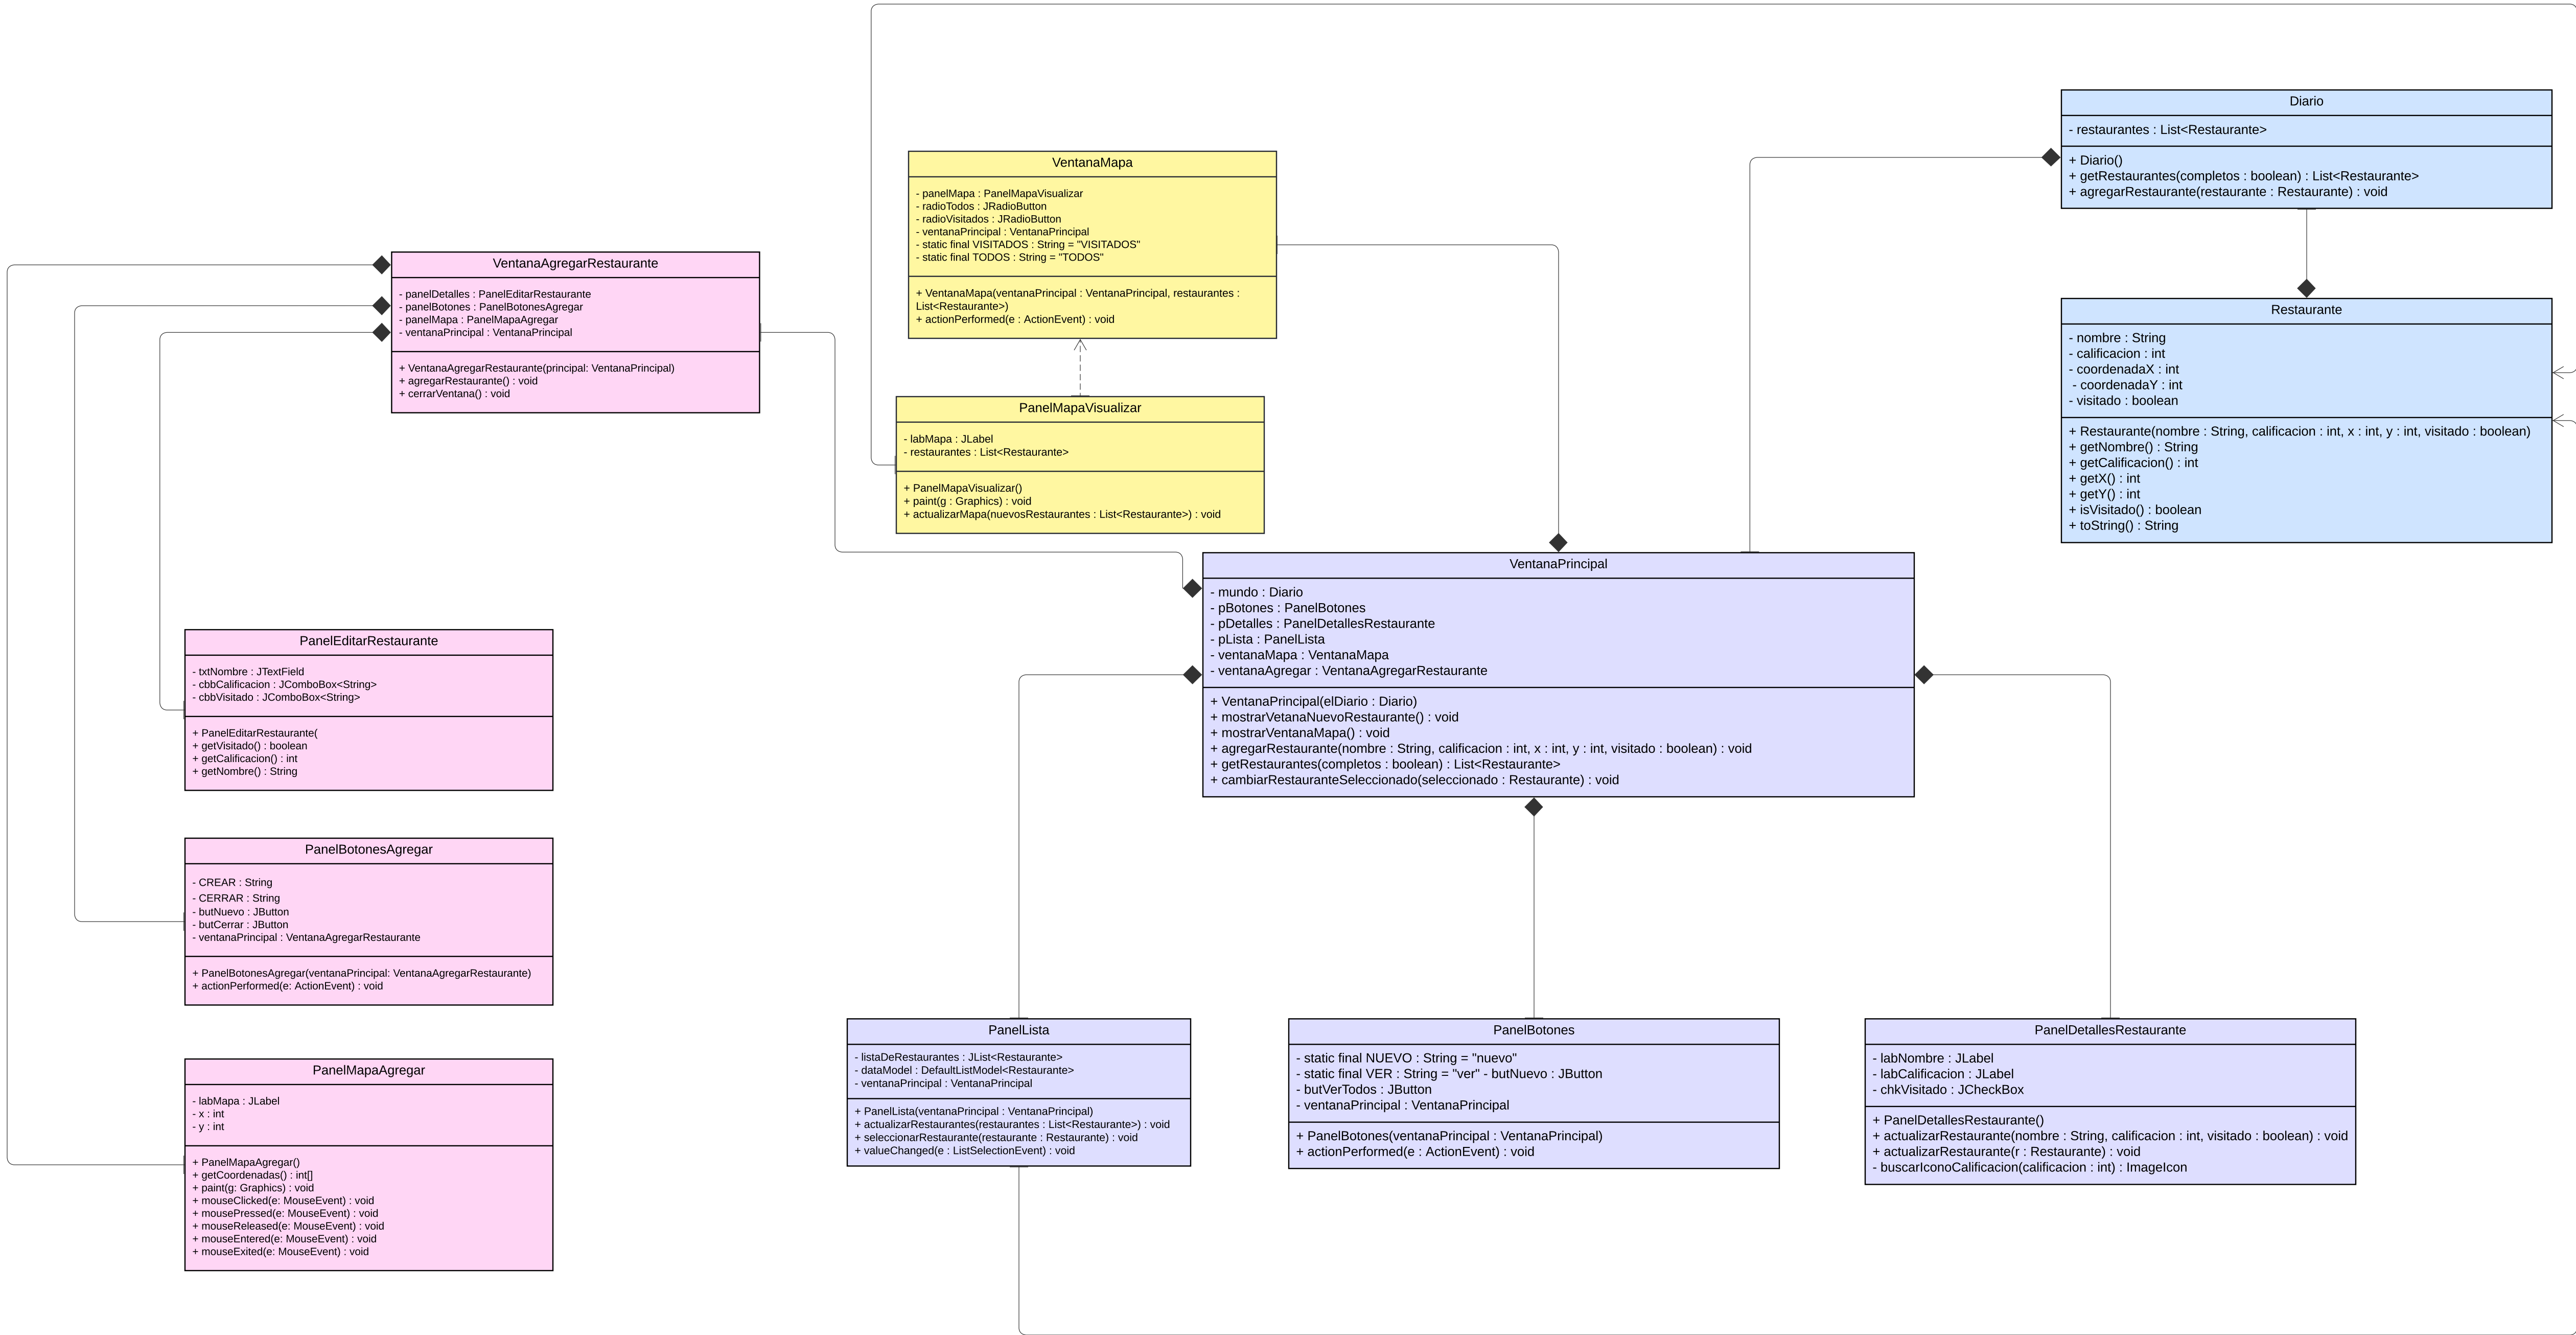 Diario
- restaurantes : List<Restaurante>
+ Diario()
+ getRestaurantes(completos : boolean) : List<Restaurante>
+ agregarRestaurante(restaurante : Restaurante) : void
VentanaMapa
- panelMapa : PanelMapaVisualizar
- radioTodos : JRadioButton
- radioVisitados : JRadioButton
- ventanaPrincipal : VentanaPrincipal
- static final VISITADOS : String = "VISITADOS"
- static final TODOS : String = "TODOS"
+ VentanaMapa(ventanaPrincipal : VentanaPrincipal, restaurantes :
List<Restaurante>)
+ actionPerformed(e : ActionEvent) : void
VentanaAgregarRestaurante
- panelDetalles : PanelEditarRestaurante
- panelBotones : PanelBotonesAgregar
- panelMapa : PanelMapaAgregar
- ventanaPrincipal : VentanaPrincipal
+ VentanaAgregarRestaurante(principal: VentanaPrincipal)
+ agregarRestaurante() : void
+ cerrarVentana() : void
Restaurante
- nombre : String
- calificacion : int
- coordenadaX : int
- coordenadaY : int
- visitado : boolean
+ Restaurante(nombre : String, calificacion : int, x : int, y : int, visitado : boolean)
+ getNombre() : String
+ getCalificacion() : int
+ getX() : int
+ getY() : int
+ isVisitado() : boolean
+ toString() : String
PanelMapaVisualizar
- labMapa : JLabel
- restaurantes : List<Restaurante>
+ PanelMapaVisualizar()
+ paint(g : Graphics) : void
+ actualizarMapa(nuevosRestaurantes : List<Restaurante>) : void
VentanaPrincipal
- mundo : Diario
- pBotones : PanelBotones
- pDetalles : PanelDetallesRestaurante
- pLista : PanelLista
- ventanaMapa : VentanaMapa
- ventanaAgregar : VentanaAgregarRestaurante
+ VentanaPrincipal(elDiario : Diario)
+ mostrarVetanaNuevoRestaurante() : void
+ mostrarVentanaMapa() : void
+ agregarRestaurante(nombre : String, calificacion : int, x : int, y : int, visitado : boolean) : void
+ getRestaurantes(completos : boolean) : List<Restaurante>
+ cambiarRestauranteSeleccionado(seleccionado : Restaurante) : void
PanelEditarRestaurante
- txtNombre : JTextField
- cbbCalificacion : JComboBox<String>
- cbbVisitado : JComboBox<String>
+ PanelEditarRestaurante(
+ getVisitado() : boolean
+ getCalificacion() : int
+ getNombre() : String
PanelBotonesAgregar
- CREAR : String
- CERRAR : String
- butNuevo : JButton
- butCerrar : JButton
- ventanaPrincipal : VentanaAgregarRestaurante
+ PanelBotonesAgregar(ventanaPrincipal: VentanaAgregarRestaurante)
+ actionPerformed(e: ActionEvent) : void
PanelMapaAgregar
- labMapa : JLabel
- x : int
- y : int
+ PanelMapaAgregar()
+ getCoordenadas() : int[]
+ paint(g: Graphics) : void
+ mouseClicked(e: MouseEvent) : void
+ mousePressed(e: MouseEvent) : void
+ mouseReleased(e: MouseEvent) : void
+ mouseEntered(e: MouseEvent) : void
+ mouseExited(e: MouseEvent) : void
PanelLista
- listaDeRestaurantes : JList<Restaurante>
- dataModel : DefaultListModel<Restaurante>
- ventanaPrincipal : VentanaPrincipal
+ PanelLista(ventanaPrincipal : VentanaPrincipal)
+ actualizarRestaurantes(restaurantes : List<Restaurante>) : void
+ seleccionarRestaurante(restaurante : Restaurante) : void
+ valueChanged(e : ListSelectionEvent) : void
PanelBotones
- static final NUEVO : String = "nuevo"
- static final VER : String = "ver" - butNuevo : JButton
- butVerTodos : JButton
- ventanaPrincipal : VentanaPrincipal
+ PanelBotones(ventanaPrincipal : VentanaPrincipal)
+ actionPerformed(e : ActionEvent) : void
PanelDetallesRestaurante
- labNombre : JLabel
- labCalificacion : JLabel
- chkVisitado : JCheckBox
+ PanelDetallesRestaurante()
+ actualizarRestaurante(nombre : String, calificacion : int, visitado : boolean) : void
+ actualizarRestaurante(r : Restaurante) : void
- buscarIconoCalificacion(calificacion : int) : ImageIcon